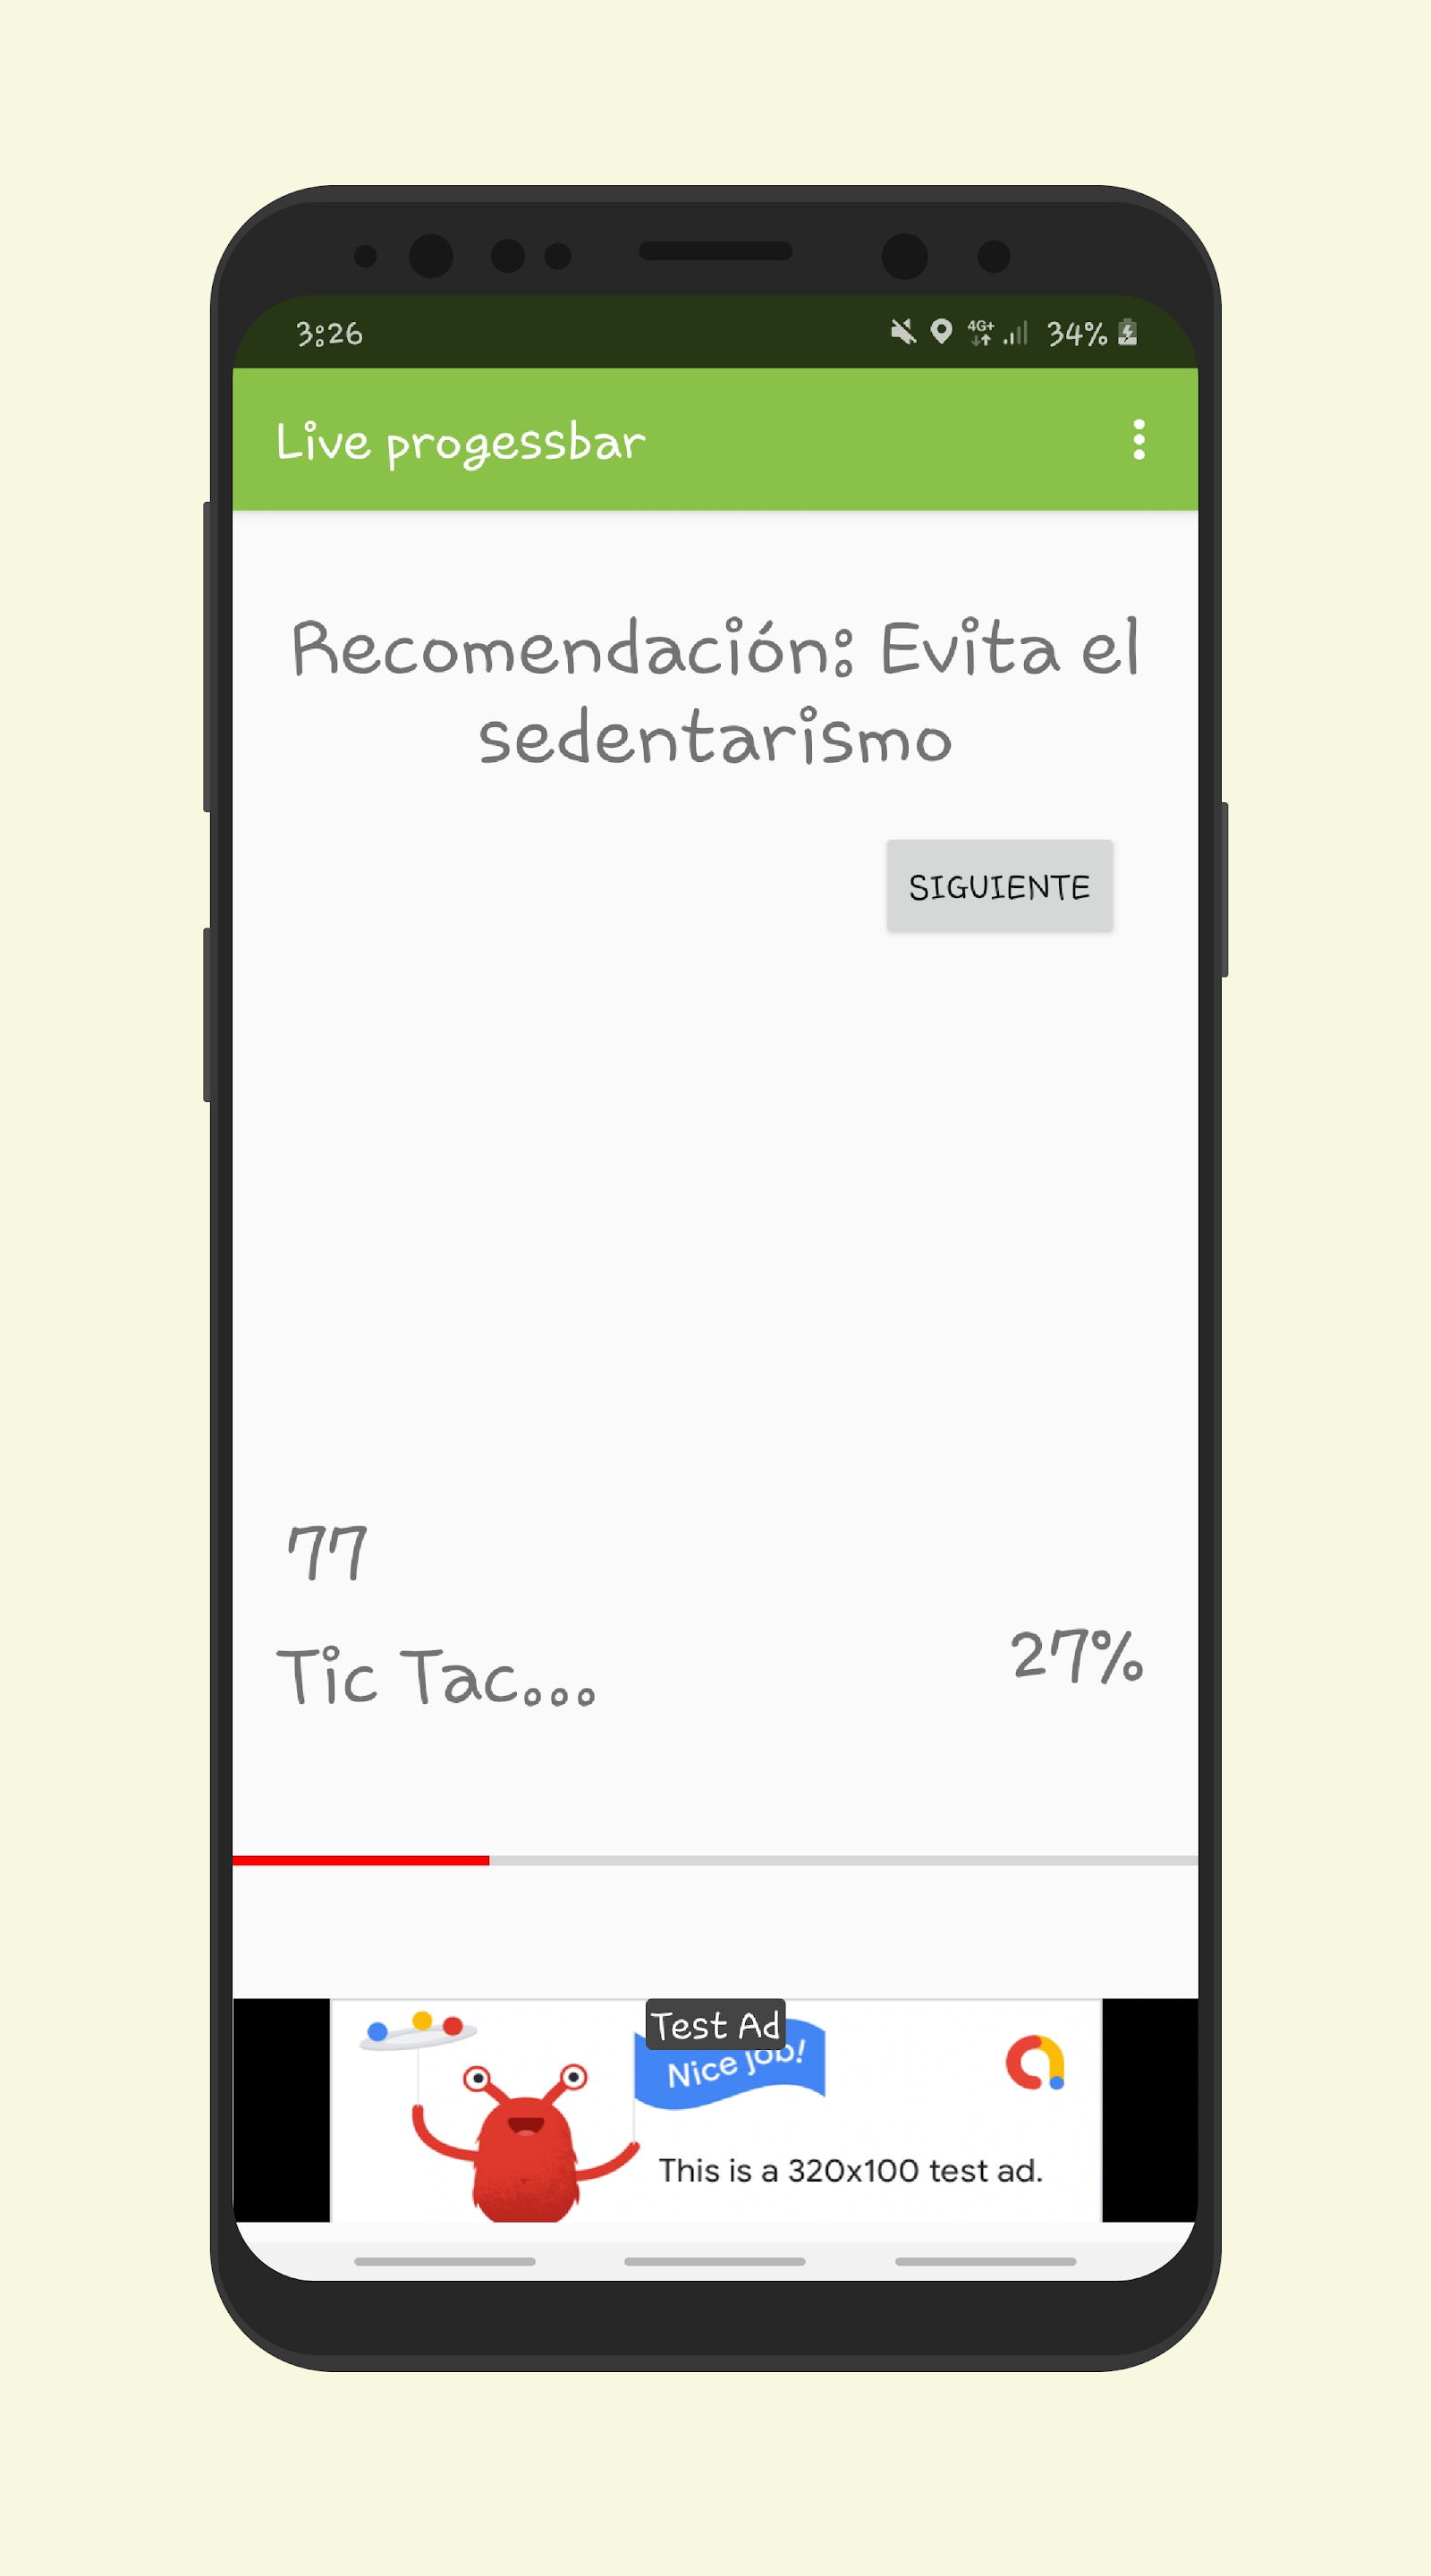 3:26
4G+ 34%
Live progessbar
Recomendación: Evita el
sedentarismo
SIGUIENTE
77
Tic Tac...
27%
Test Ad
Nice job!
This is a 320x100 test ad.